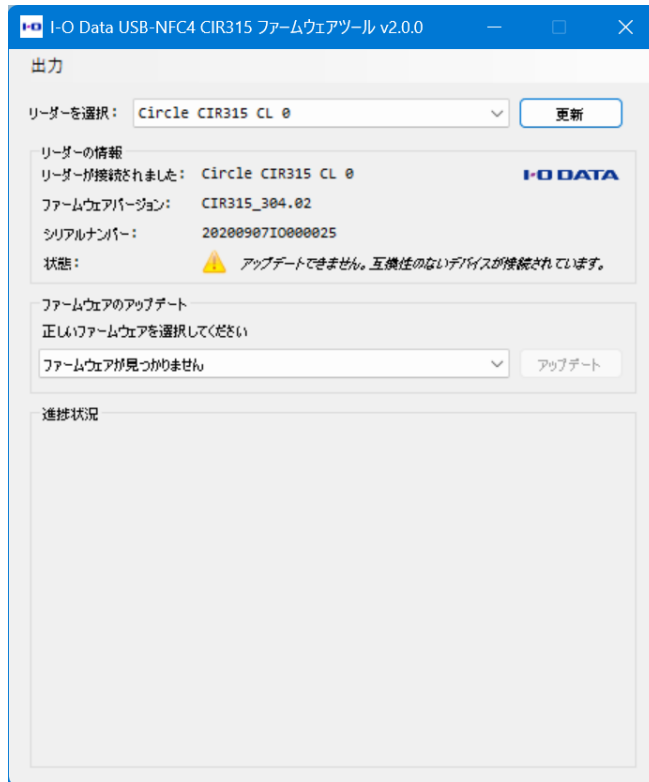 I-O Data USB-NFC4 CIR315 ファームウェアツール v2.0.0
出力
リーダーを選択： Circle CIR315 CL 0 更新
リーダーの情報
リーダーが接続されました： Circle CIR315 CL 0 I-O DATA
ファームウェアバージョン： CIR315_304.02
シリアルナンバー： 20200907IO000025
状態： アップデートできません。互換性のないデバイスが接続されています。
ファームウェアのアップデート
正しいファームウェアを選択してください
ファームウェアが見つかりません アップデート
進捗状況